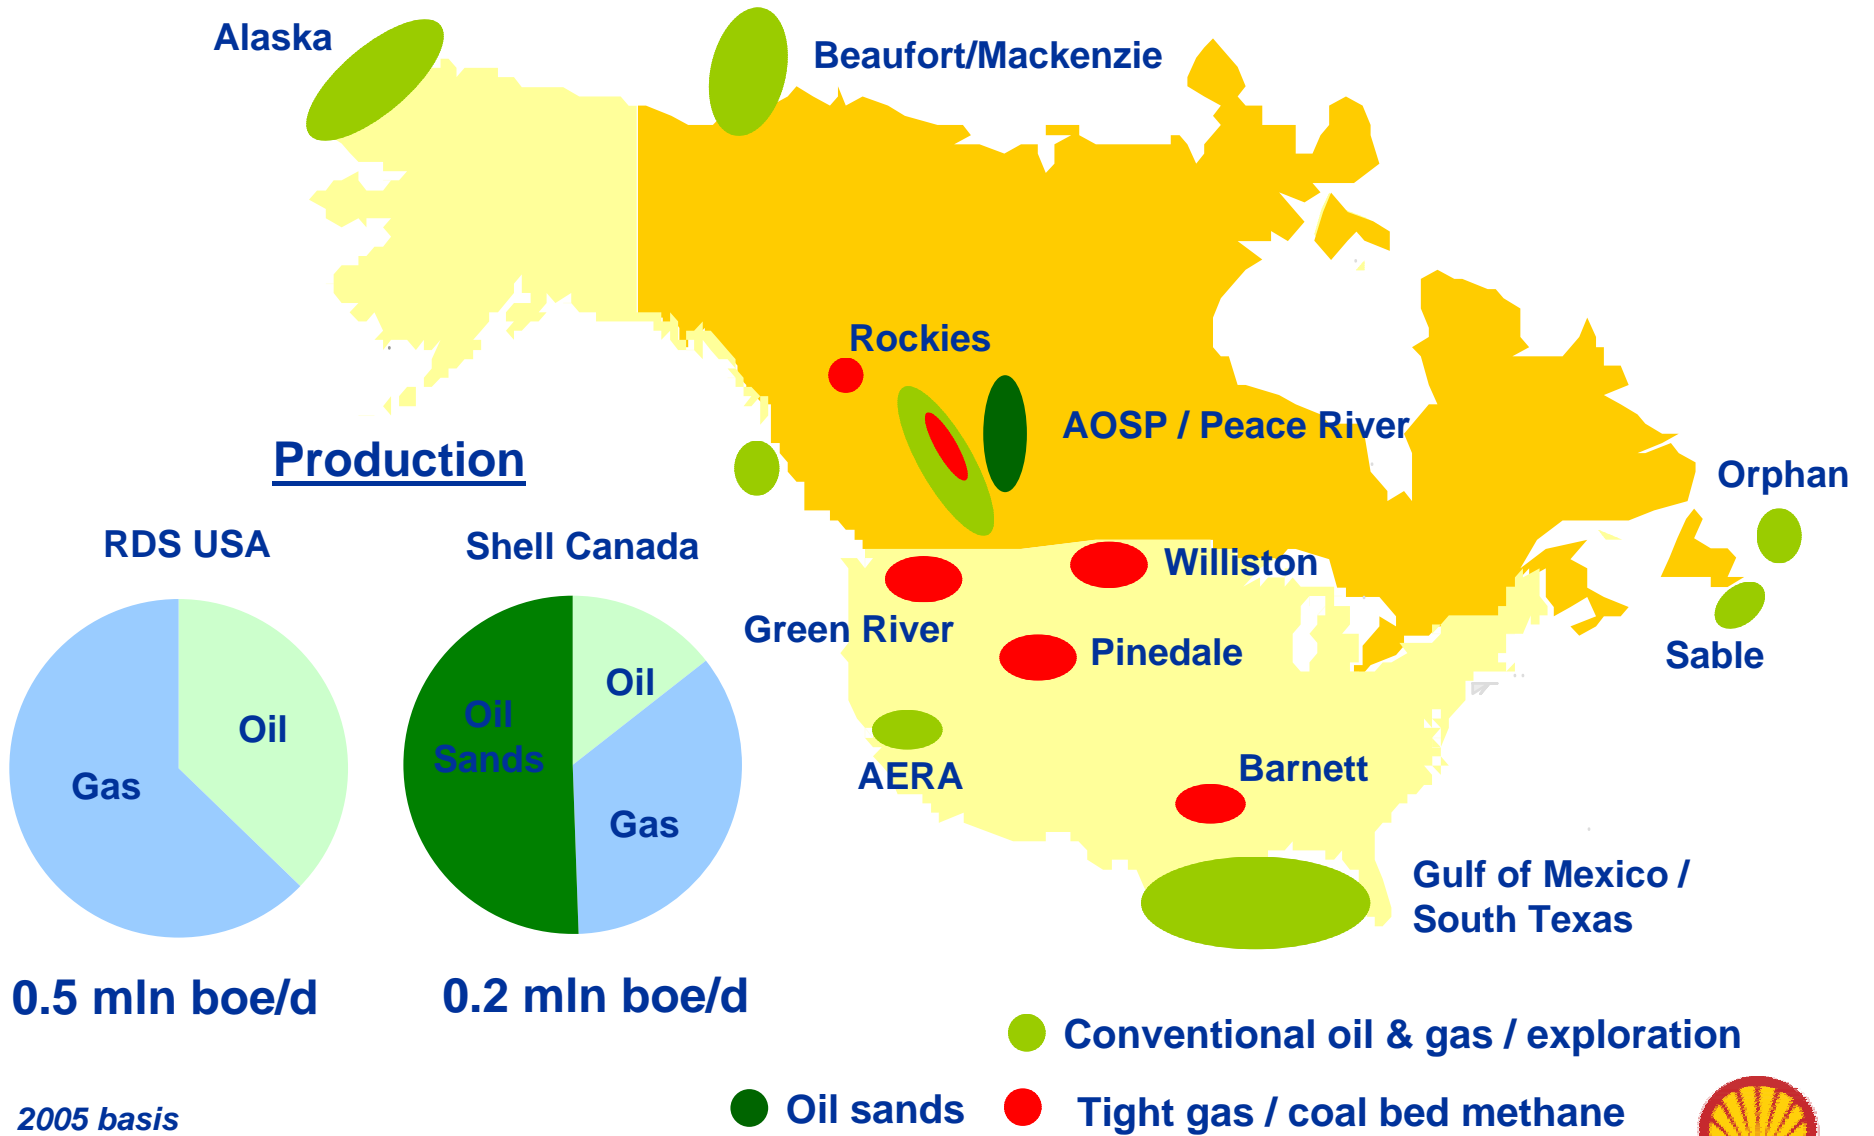 Alaska
Beaufort/Mackenzie
Rockies
AOSP / Peace River
Production
Orphan
RDS USA
Shell Canada
Williston
Green River
Pinedale
Sable
Oil
Oil
Sands
Oil
Gas
Gas
AERA
Barnett
Gulf of Mexico /
South Texas
0.5 mln boe/d
0.2 mln boe/d
Conventional oil & gas / exploration
Oil sands
Tight gas / coal bed methane
2005 basis